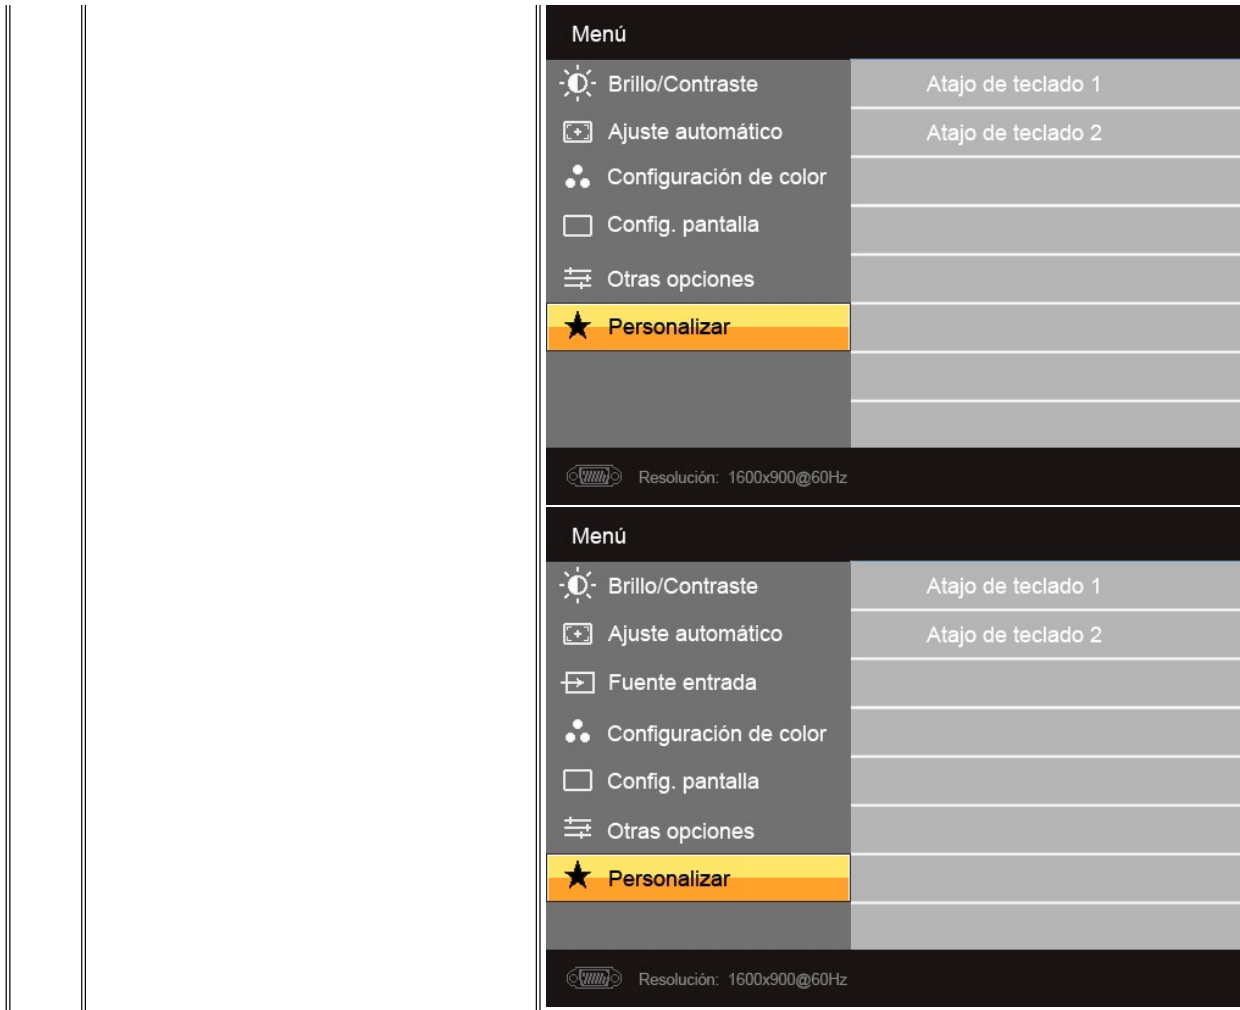 Menú
Brillo/Contraste
Atajo de teclado 1
Ajuste automático
Atajo de teclado 2
Configuración de color
Config. pantalla
Otras opciones
Personalizar
Resolución: 1600x900@60Hz
Menú
Brillo/Contraste
Atajo de teclado 1
Ajuste automático
Atajo de teclado 2
Fuente entrada
Configuración de color
Config. pantalla
Otras opciones
Personalizar
Resolución: 1600x900@60Hz